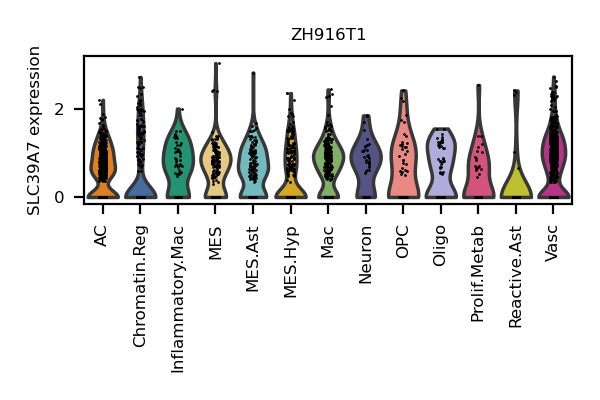 ZH916T1
SLC39A7 expression
2
0
AC
Chromatin.Reg
Inflammatory.Mac
MES
MES.Ast
MES.Hyp
Mac
Neuron
OPC
Oligo
Prolif.Metab
Reactive.Ast
Vasc